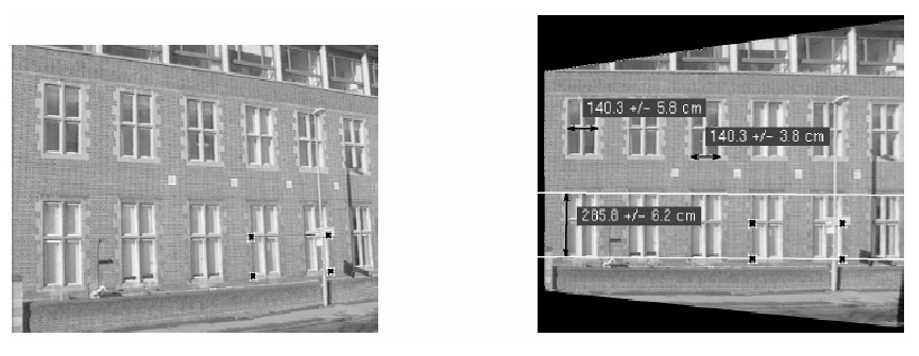 140.3 +/- 5.8 cm
140.3 +/- 3.8 cm
285.8 +/- 6.2 cm